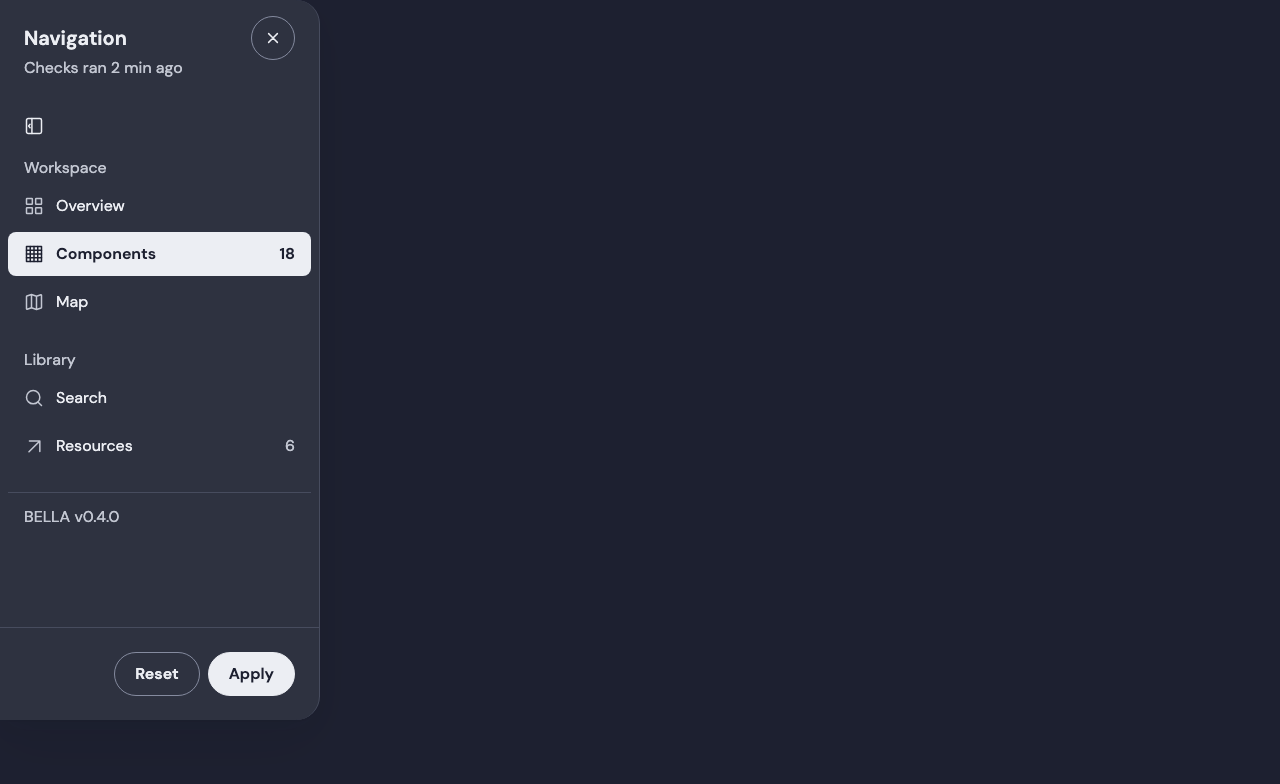 Navigation
Checks ran 2 min ago
Workspace
Overview
Components 18
Map
Library
Search
Resources 6
BELLA v0.4.0
Reset Apply